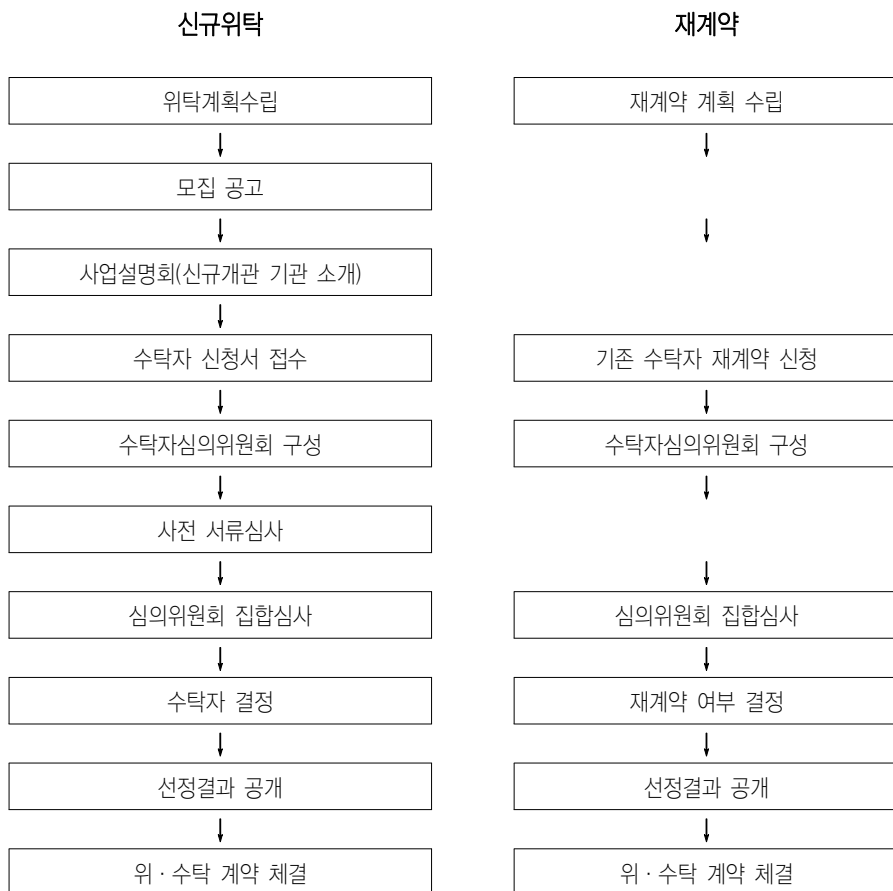 신규위탁
위탁계획수립
모집 공고
사업설명회(신규개관 기관 소개)
수탁자 신청서 접수
수탁자심의위원회 구성
사전 서류심사
심의위원회 집합심사
수탁자 결정
선정결과 공개
위 · 수탁 계약 체결
재계약
재계약 계획 수립
기존 수탁자 재계약 신청
수탁자심의위원회 구성
심의위원회 집합심사
재계약 여부 결정
선정결과 공개
위 · 수탁 계약 체결